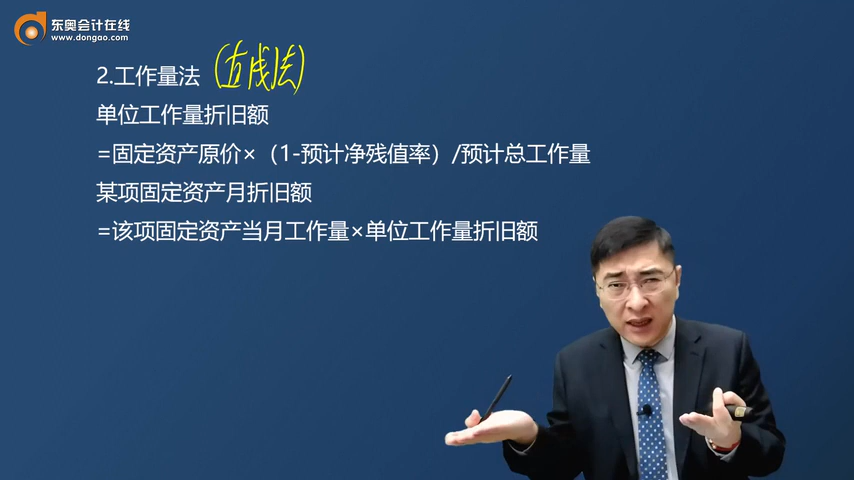 东奥会计在线
www.dongao.com
2.工作量法 (直线法)
单位工作量折旧额
=固定资产原价×（1-预计净残值率）/预计总工作量
某项固定资产月折旧额
=该项固定资产当月工作量×单位工作量折旧额